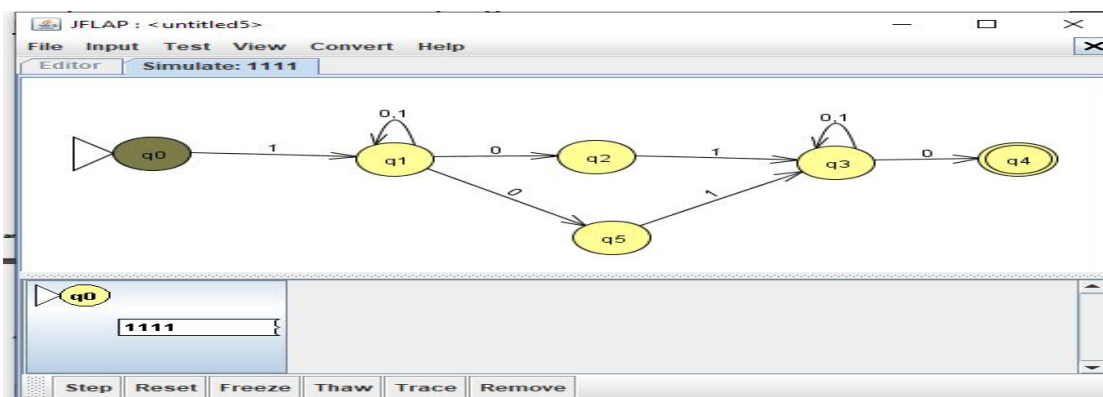 JFLAP : <untitled5>
File Input Test View Convert Help
Editor Simulate: 1111
0,1 0,1
q0 1 q1 0 q2 1 q3 0 q4
0 1
q5
q0
1111
Step Reset Freeze Thaw Trace Remove